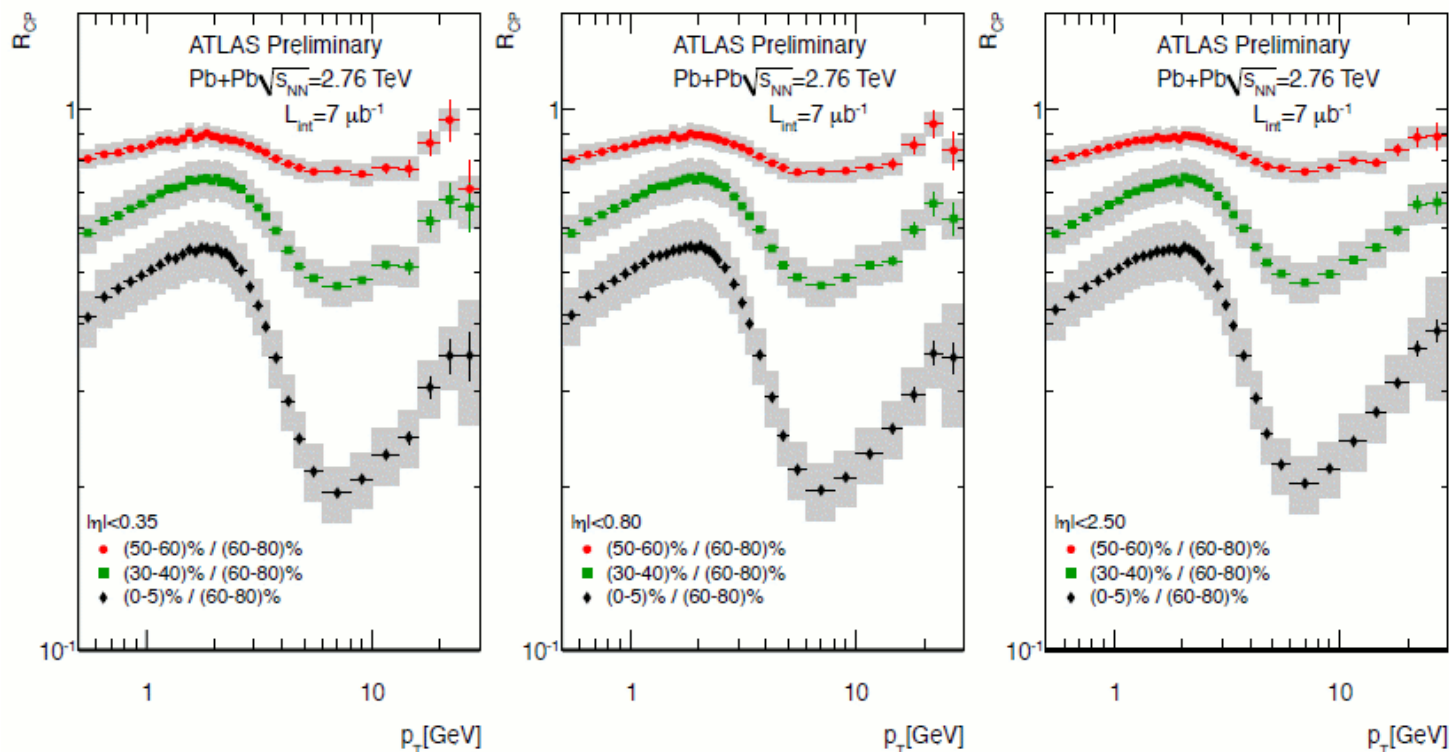 R_CP
ATLAS Preliminary
Pb+Pb √s_NN=2.76 TeV
L_int=7 μb⁻¹
1
|η|<0.35
(50-60)% / (60-80)%
(30-40)% / (60-80)%
(0-5)% / (60-80)%
10⁻¹
1
10
p_T[GeV]
R_CP
ATLAS Preliminary
Pb+Pb √s_NN=2.76 TeV
L_int=7 μb⁻¹
1
|η|<0.80
(50-60)% / (60-80)%
(30-40)% / (60-80)%
(0-5)% / (60-80)%
10⁻¹
1
10
p_T[GeV]
R_CP
ATLAS Preliminary
Pb+Pb √s_NN=2.76 TeV
L_int=7 μb⁻¹
1
|η|<2.50
(50-60)% / (60-80)%
(30-40)% / (60-80)%
(0-5)% / (60-80)%
10⁻¹
1
10
p_T[GeV]